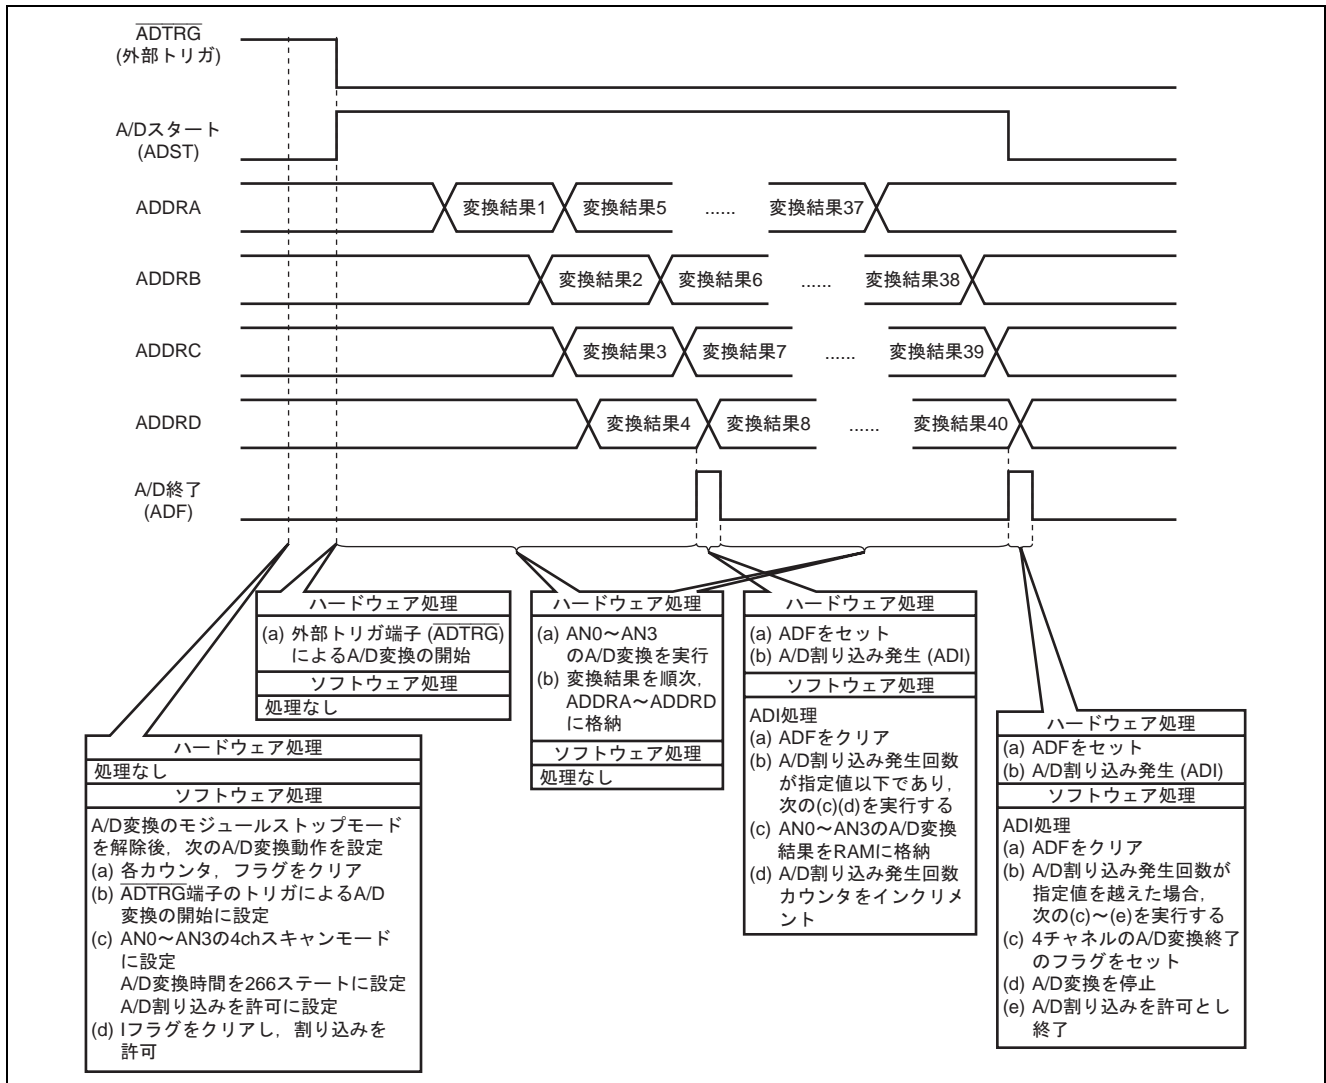 ADTRG
(外部トリガ)
A/Dスタート
(ADST)
ADDRA
変換結果1
変換結果5
......
変換結果37
ADDRB
変換結果2
変換結果6
......
変換結果38
ADDRC
変換結果3
変換結果7
......
変換結果39
ADDRD
変換結果4
変換結果8
......
変換結果40
A/D終了
(ADF)
ハードウェア処理
(a) 外部トリガ端子 (ADTRG)
によるA/D変換の開始
ソフトウェア処理
処理なし
ハードウェア処理
(a) AN0～AN3
のA/D変換を実行
(b) 変換結果を順次，
ADDRA～ADDRD
に格納
ソフトウェア処理
処理なし
ハードウェア処理
(a) ADFをセット
(b) A/D割り込み発生 (ADI)
ソフトウェア処理
ADI処理
(a) ADFをクリア
(b) A/D割り込み発生回数
が指定値以下であり，
次の(c)(d)を実行する
(c) AN0～AN3のA/D変換
結果をRAMに格納
(d) A/D割り込み発生回数
カウンタをインクリメ
ント
ハードウェア処理
(a) ADFをセット
(b) A/D割り込み発生 (ADI)
ソフトウェア処理
ADI処理
(a) ADFをクリア
(b) A/D割り込み発生回数が
指定値を越えた場合，
次の(c)～(e)を実行する
(c) 4チャネルのA/D変換終了
のフラグをセット
(d) A/D変換を停止
(e) A/D割り込みを許可とし
終了
ハードウェア処理
処理なし
ソフトウェア処理
A/D変換のモジュールストップモード
を解除後，次のA/D変換動作を設定
(a) 各カウンタ，フラグをクリア
(b) ADTRG端子のトリガによるA/D
変換の開始に設定
(c) AN0～AN3の4chスキャンモード
に設定
A/D変換時間を266ステートに設定
A/D割り込みを許可に設定
(d) Iフラグをクリアし，割り込みを
許可